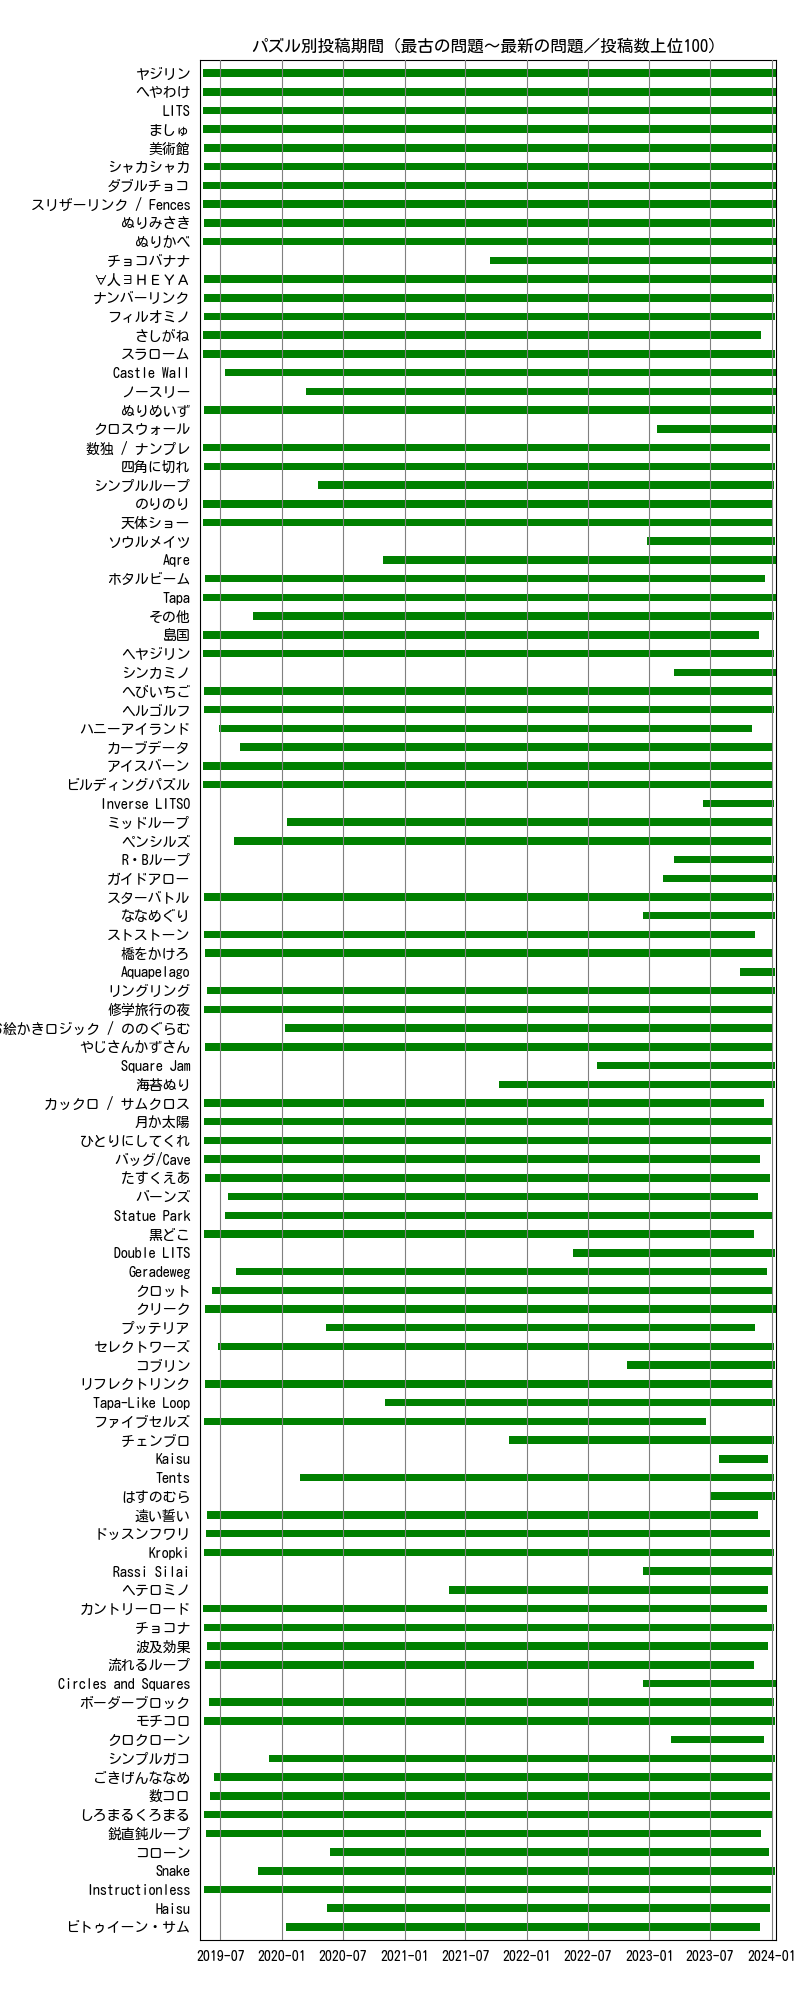 パズル別投稿期間（最古の問題～最新の問題／投稿数上位100）
ヤジリン
へやわけ
LITS
ましゅ
美術館
シャカシャカ
ダブルチョコ
スリザーリンク / Fences
ぬりみさき
ぬりかべ
チョコバナナ
∀人∃ＨＥＹＡ
ナンバーリンク
フィルオミノ
さしがね
スラローム
Castle Wall
ノースリー
ぬりめいず
クロスウォール
数独 / ナンプレ
四角に切れ
シンプルループ
のりのり
天体ショー
ソウルメイツ
Aqre
ホタルビーム
Tapa
その他
島国
ヘヤジリン
シンカミノ
へびいちご
ヘルゴルフ
ハニーアイランド
カーブデータ
アイスバーン
ビルディングパズル
Inverse LITSO
ミッドループ
ペンシルズ
R・Bループ
ガイドアロー
スターバトル
ななめぐり
ストストーン
橋をかけろ
Aquapelago
リングリング
修学旅行の夜
絵かきロジック / ののぐらむ
やじさんかずさん
Square Jam
海苔ぬり
カックロ / サムクロス
月か太陽
ひとりにしてくれ
バッグ/Cave
たすくえあ
バーンズ
Statue Park
黒どこ
Double LITS
Geradeweg
クロット
クリーク
プッテリア
セレクトワーズ
コブリン
リフレクトリンク
Tapa-Like Loop
ファイブセルズ
チェンブロ
Kaisu
Tents
はすのむら
遠い誓い
ドッスンフワリ
Kropki
Rassi Silai
ヘテロミノ
カントリーロード
チョコナ
波及効果
流れるループ
Circles and Squares
ボーダーブロック
モチコロ
クロクローン
シンプルガコ
ごきげんななめ
数コロ
しろまるくろまる
鋭直鈍ループ
コローン
Snake
Instructionless
Haisu
ビトゥイーン・サム
2019-07 2020-01 2020-07 2021-01 2021-07 2022-01 2022-07 2023-01 2023-07 2024-01